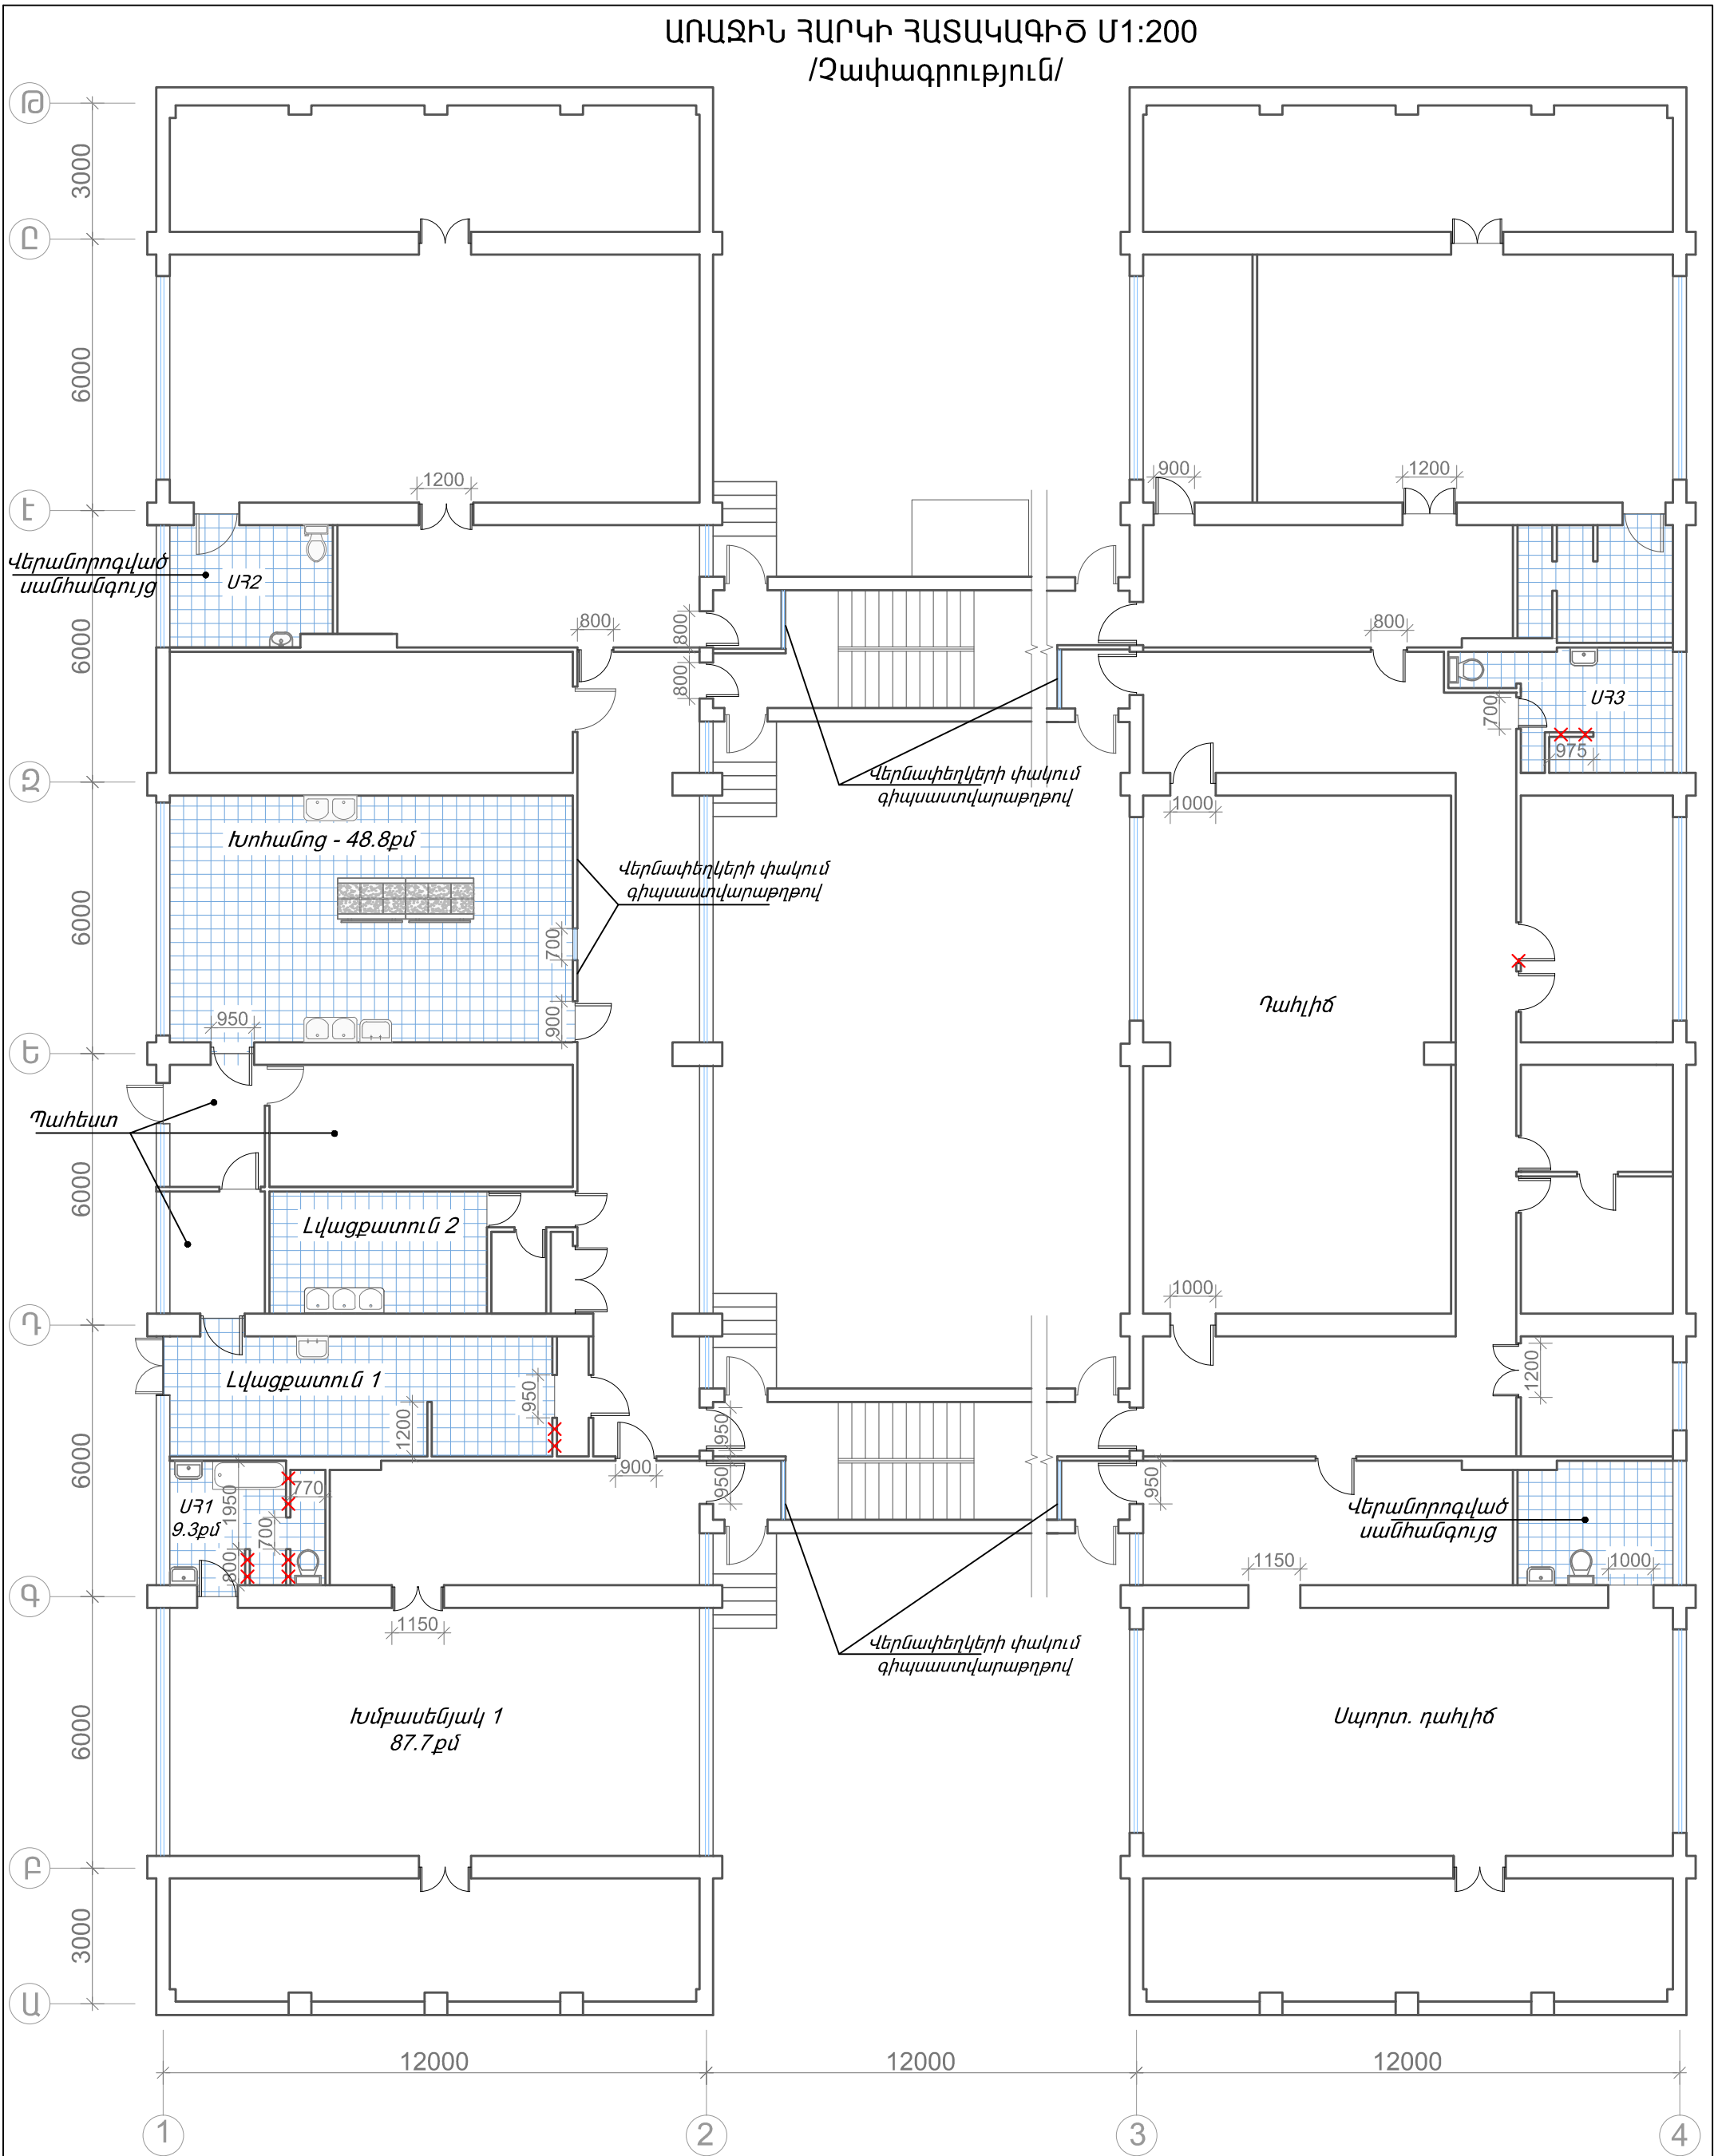 ԱՌԱՋԻՆ ՀԱՐԿԻ ՀԱՏԱԿԱԳԻԾ Մ1:200
/Չափագրություն/
Թ
3000
Ը
6000
1200
900
1200
Է
Վերանորոգված
սանհանգույց
ՍՀ2
6000
800
800
800
800
ՍՀ3
700
975
Զ
Վերնափեղկերի փակում
գիպսաստվարաթղթով
1000
Խոհանոց - 48.8քմ
Վերնափեղկերի փակում
գիպսաստվարաթղթով
6000
700
900
950
Դահլիճ
Ե
Պահեստ
6000
Լվացքատուն 2
1000
Դ
Լվացքատուն 1
950
1200
1200
950
6000
900
950
950
ՍՀ1
9.3քմ
1950
770
700
800
Վերանորոգված
սանհանգույց
1150
1000
Գ
1150
Վերնափեղկերի փակում
գիպսաստվարաթղթով
6000
Խմբասենյակ 1
87.7քմ
Սպորտ. դահլիճ
Բ
3000
Ա
12000
12000
12000
1
2
3
4